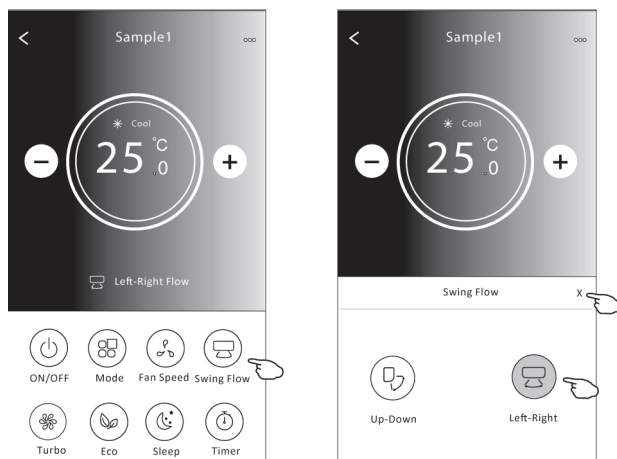 Sample1
Cool
25.0°C
Left-Right Flow
ON/OFF Mode Fan Speed Swing Flow
Turbo Eco Sleep Timer
Sample1
Cool
25.0°C
Swing Flow X
Up-Down Left-Right